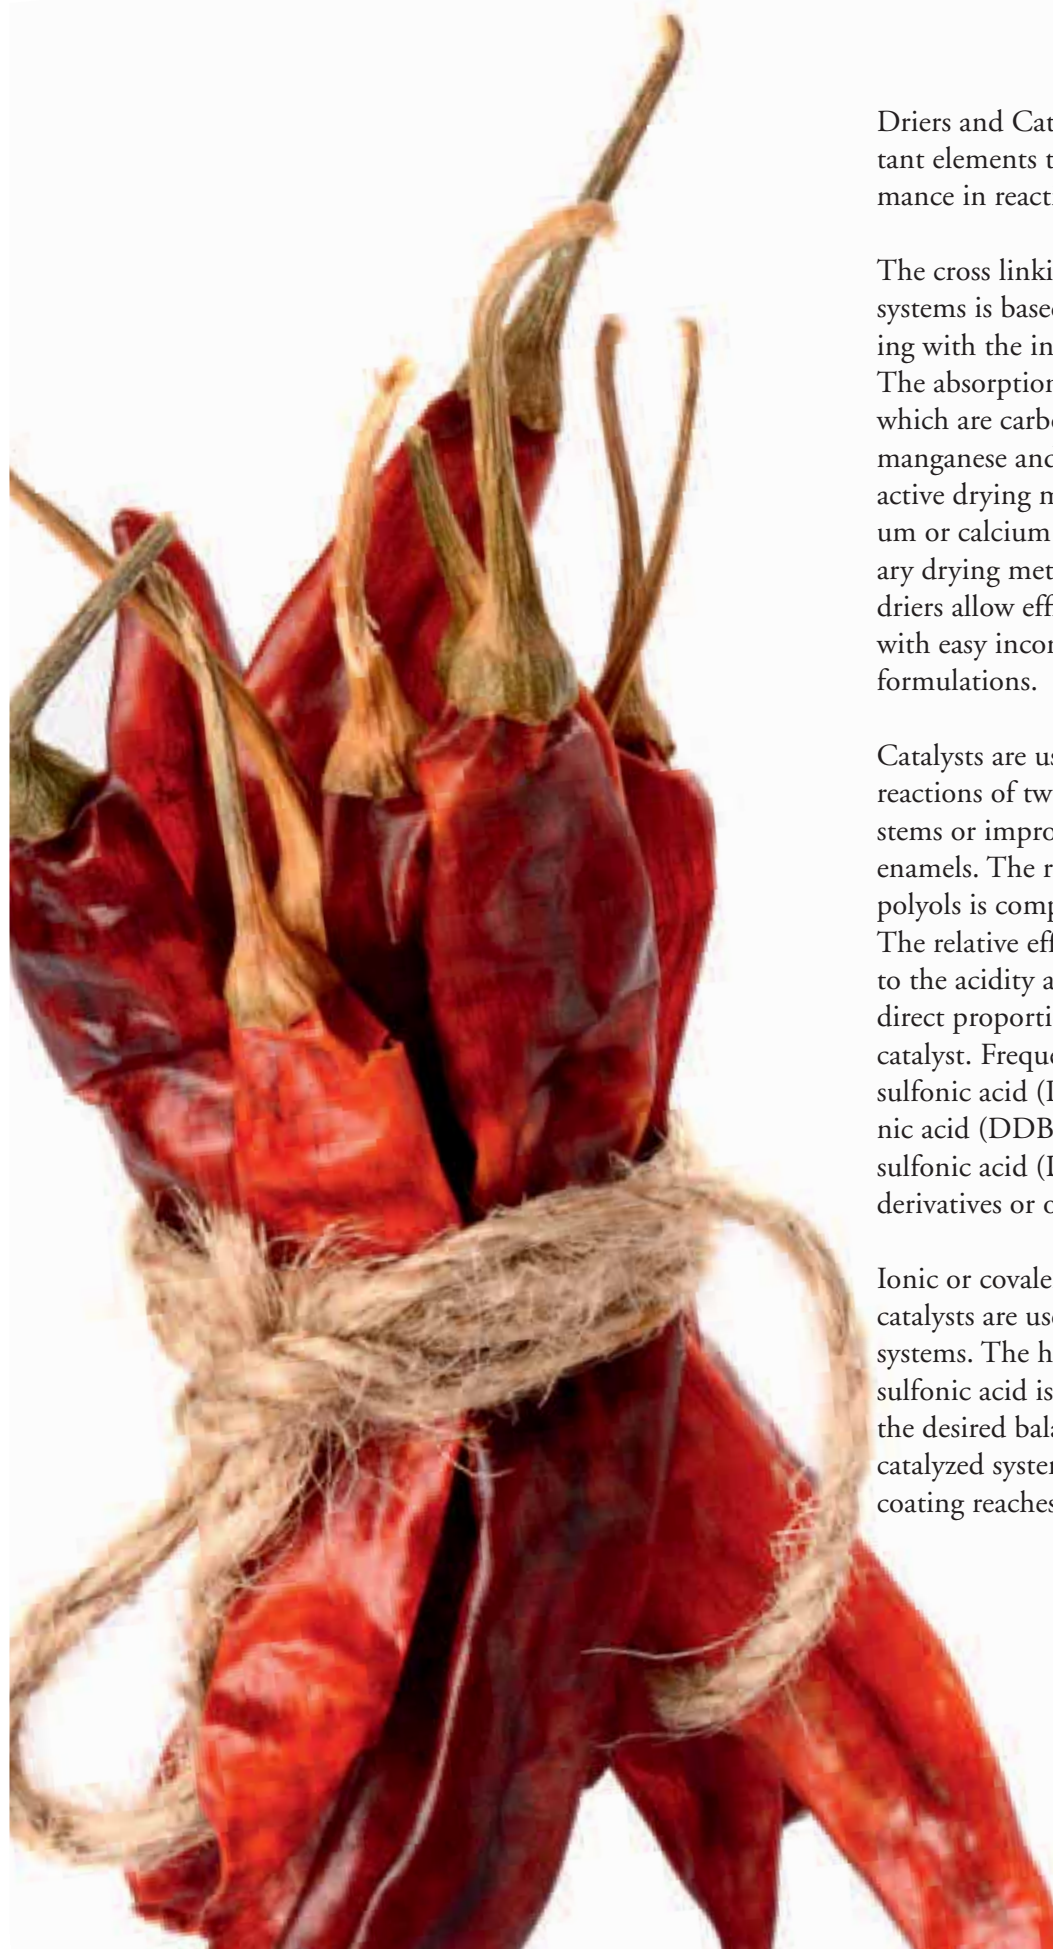 Driers and Cat
tant elements t
mance in react
The cross linki
systems is base
ing with the in
The absorption
which are carb
manganese and
active drying m
um or calcium
ary drying met
driers allow eff
with easy incor
formulations.
Catalysts are us
reactions of tw
stems or impro
enamels. The r
polyols is comp
The relative eff
to the acidity a
direct proporti
catalyst. Freque
sulfonic acid (
nic acid (DDB
sulfonic acid (
derivatives or o
Ionic or covale
catalysts are use
systems. The h
sulfonic acid is
the desired bala
catalyzed system
coating reaches